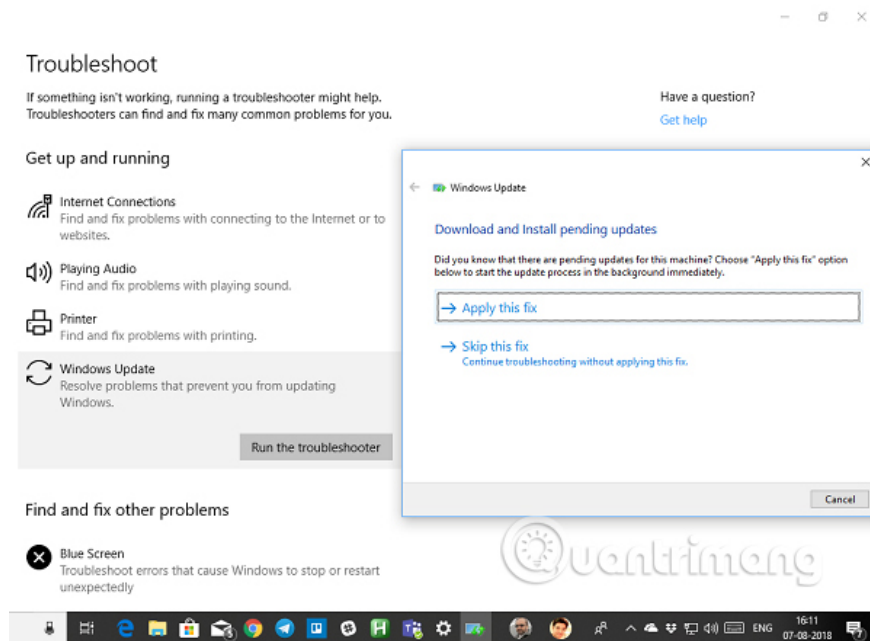 Troubleshoot
If something isn't working, running a troubleshooter might help.
Troubleshooters can find and fix many common problems for you.
Have a question?
Get help
Get up and running
Internet Connections
Find and fix problems with connecting to the Internet or to
websites.
Playing Audio
Find and fix problems with playing sound.
Printer
Find and fix problems with printing.
Windows Update
Resolve problems that prevent you from updating
Windows.
Run the troubleshooter
Find and fix other problems
Blue Screen
Troubleshoot errors that cause Windows to stop or restart
unexpectedly
Windows Update
Download and Install pending updates
Did you know that there are pending updates for this machine? Choose "Apply this fix" option
below to start the update process in the background immediately.
Apply this fix
Skip this fix
Continue troubleshooting without applying this fix.
Cancel
Quantrimang
ENG
16:11
07-08-2018